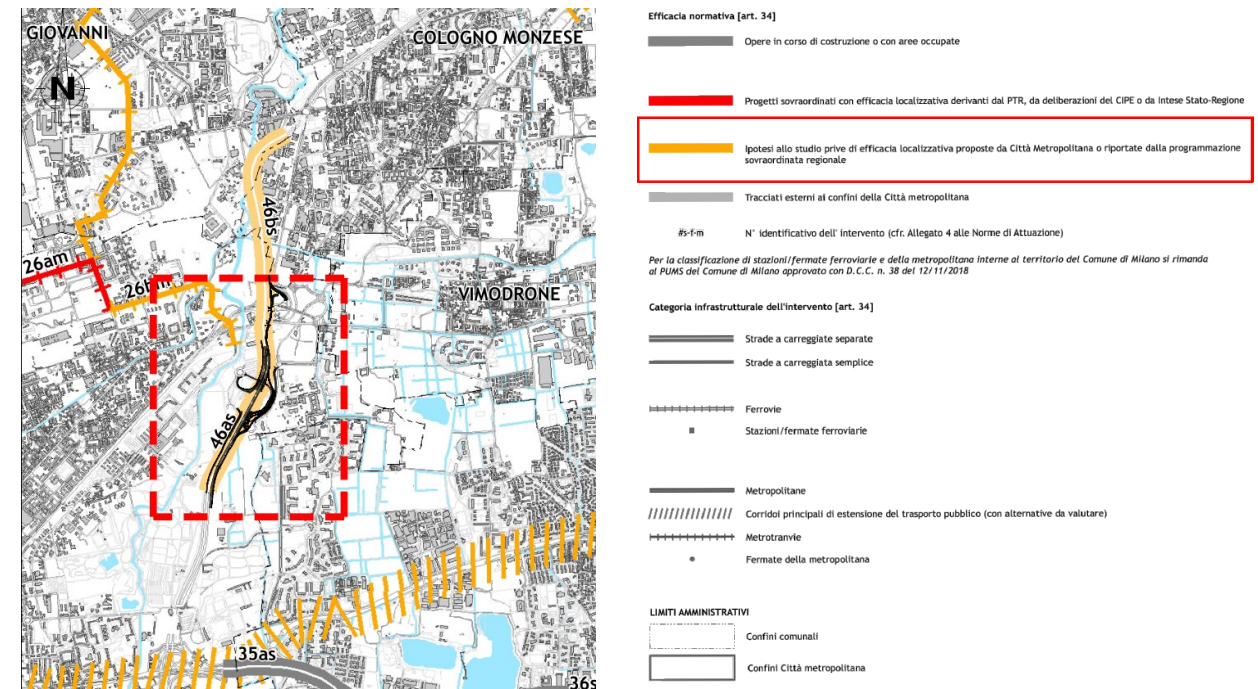 GIOVANNI
COLOGNO MONZESE
N
46bs
26am
26bm
VIMODRONE
46as
35as
36s
Efficacia normativa [art. 34]
Opere in corso di costruzione o con aree occupate
Progetti sovraordinati con efficacia localizzativa derivanti dal PTR, da deliberazioni del CIPE o da Intese Stato-Regione
Ipotesi allo studio prive di efficacia localizzativa proposte da Città Metropolitana o riportate dalla programmazione
sovraordinata regionale
Tracciati esterni ai confini della Città metropolitana
#s-f-m N° identificativo dell' intervento (cfr. Allegato 4 alle Norme di Attuazione)
Per la classificazione di stazioni/fermate ferroviarie e della metropolitana interne al territorio del Comune di Milano si rimanda
al PUMS del Comune di Milano approvato con D.C.C. n. 38 del 12/11/2018
Categoria infrastrutturale dell'intervento [art. 34]
Strade a carreggiate separate
Strade a carreggiata semplice
Ferrovie
Stazioni/fermate ferroviarie
Metropolitane
Corridoi principali di estensione del trasporto pubblico (con alternative da valutare)
Metrotranvie
Fermate della metropolitana
LIMITI AMMINISTRATIVI
Confini comunali
Confini Città metropolitana